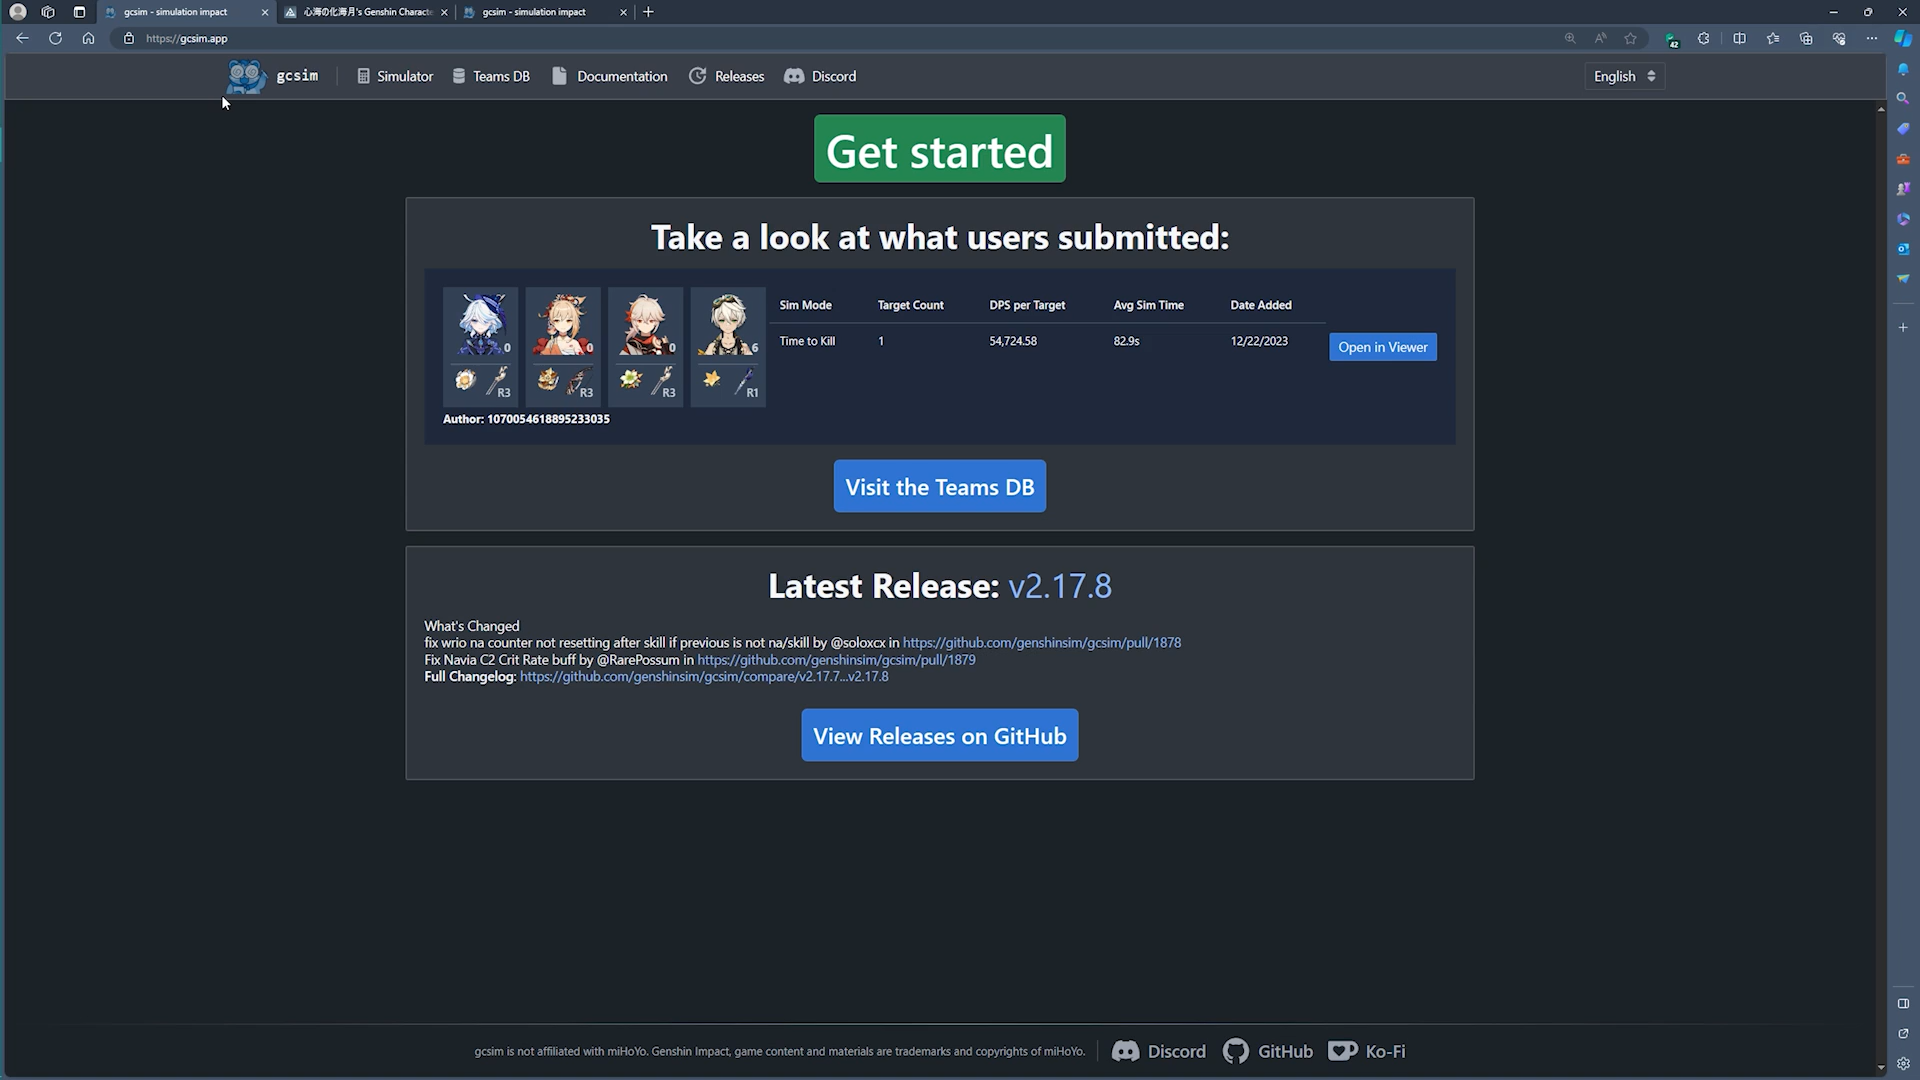 gcsim - simulation impact
心海の化海月's Genshin Characte
gcsim - simulation impact
https://gcsim.app
42
gcsim
Simulator
Teams DB
Documentation
Releases
Discord
English
Get started
Take a look at what users submitted:
0
0
0
6
R3
R3
R3
R1
Sim Mode Target Count DPS per Target Avg Sim Time Date Added
Time to Kill 1 54,724.58 82.9s 12/22/2023
Open in Viewer
Author: 1070054618895233035
Visit the Teams DB
Latest Release: v2.17.8
What's Changed
fix wrio na counter not resetting after skill if previous is not na/skill by @soloxcx in https://github.com/genshinsim/gcsim/pull/1878
Fix Navia C2 Crit Rate buff by @RarePossum in https://github.com/genshinsim/gcsim/pull/1879
Full Changelog: https://github.com/genshinsim/gcsim/compare/v2.17.7...v2.17.8
View Releases on GitHub
gcsim is not affiliated with miHoYo. Genshin Impact, game content and materials are trademarks and copyrights of miHoYo.
Discord
GitHub
Ko-Fi